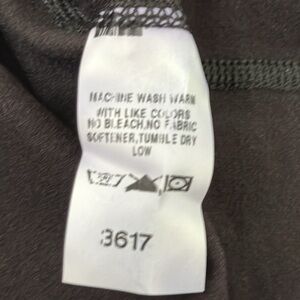 MACHINE WASH WARM
WITH LIKE COLORS
NO BLEACH,NO FABRIC
SOFTENER,TUMBLE DRY
LOW
3617